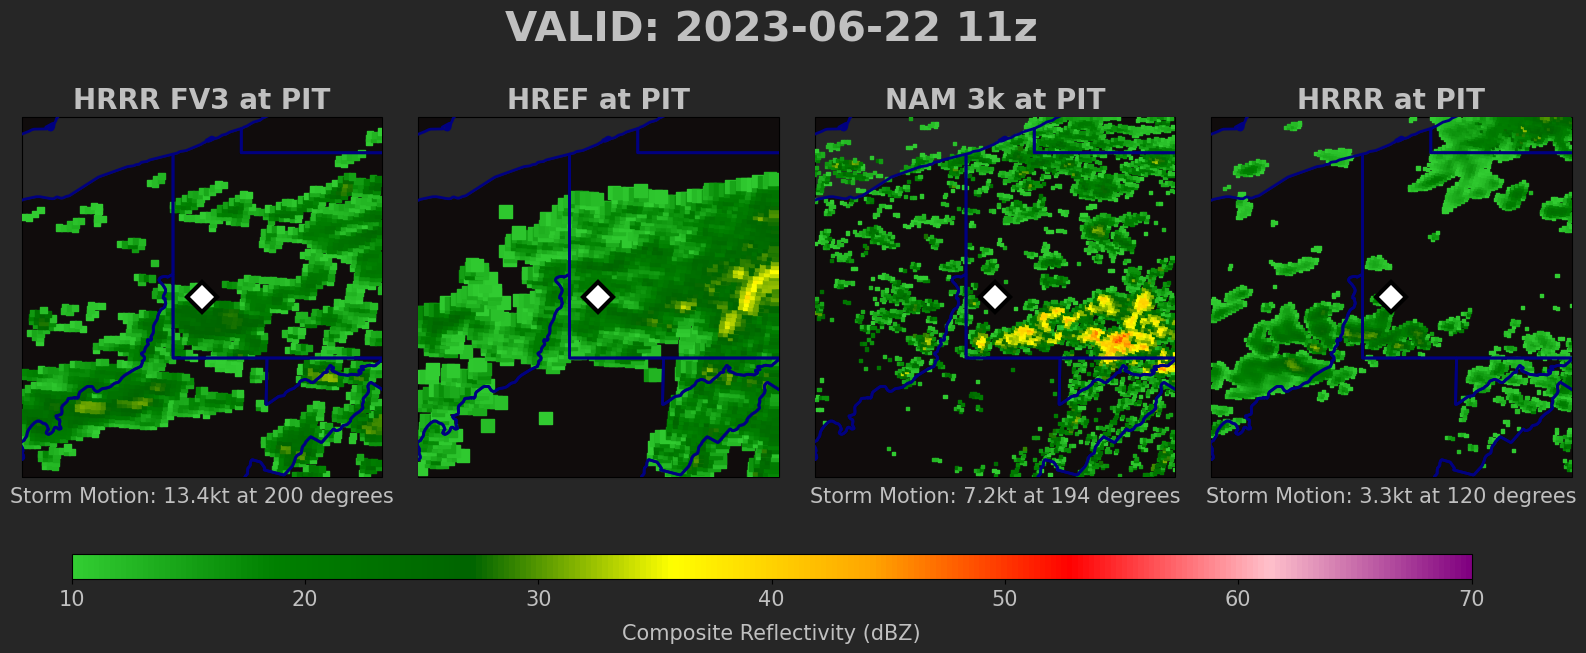 VALID: 2023-06-22 11z
HRRR FV3 at PIT
HREF at PIT
NAM 3k at PIT
HRRR at PIT
Storm Motion: 13.4kt at 200 degrees
Storm Motion: 7.2kt at 194 degrees
Storm Motion: 3.3kt at 120 degrees
10 20 30 40 50 60 70
Composite Reflectivity (dBZ)